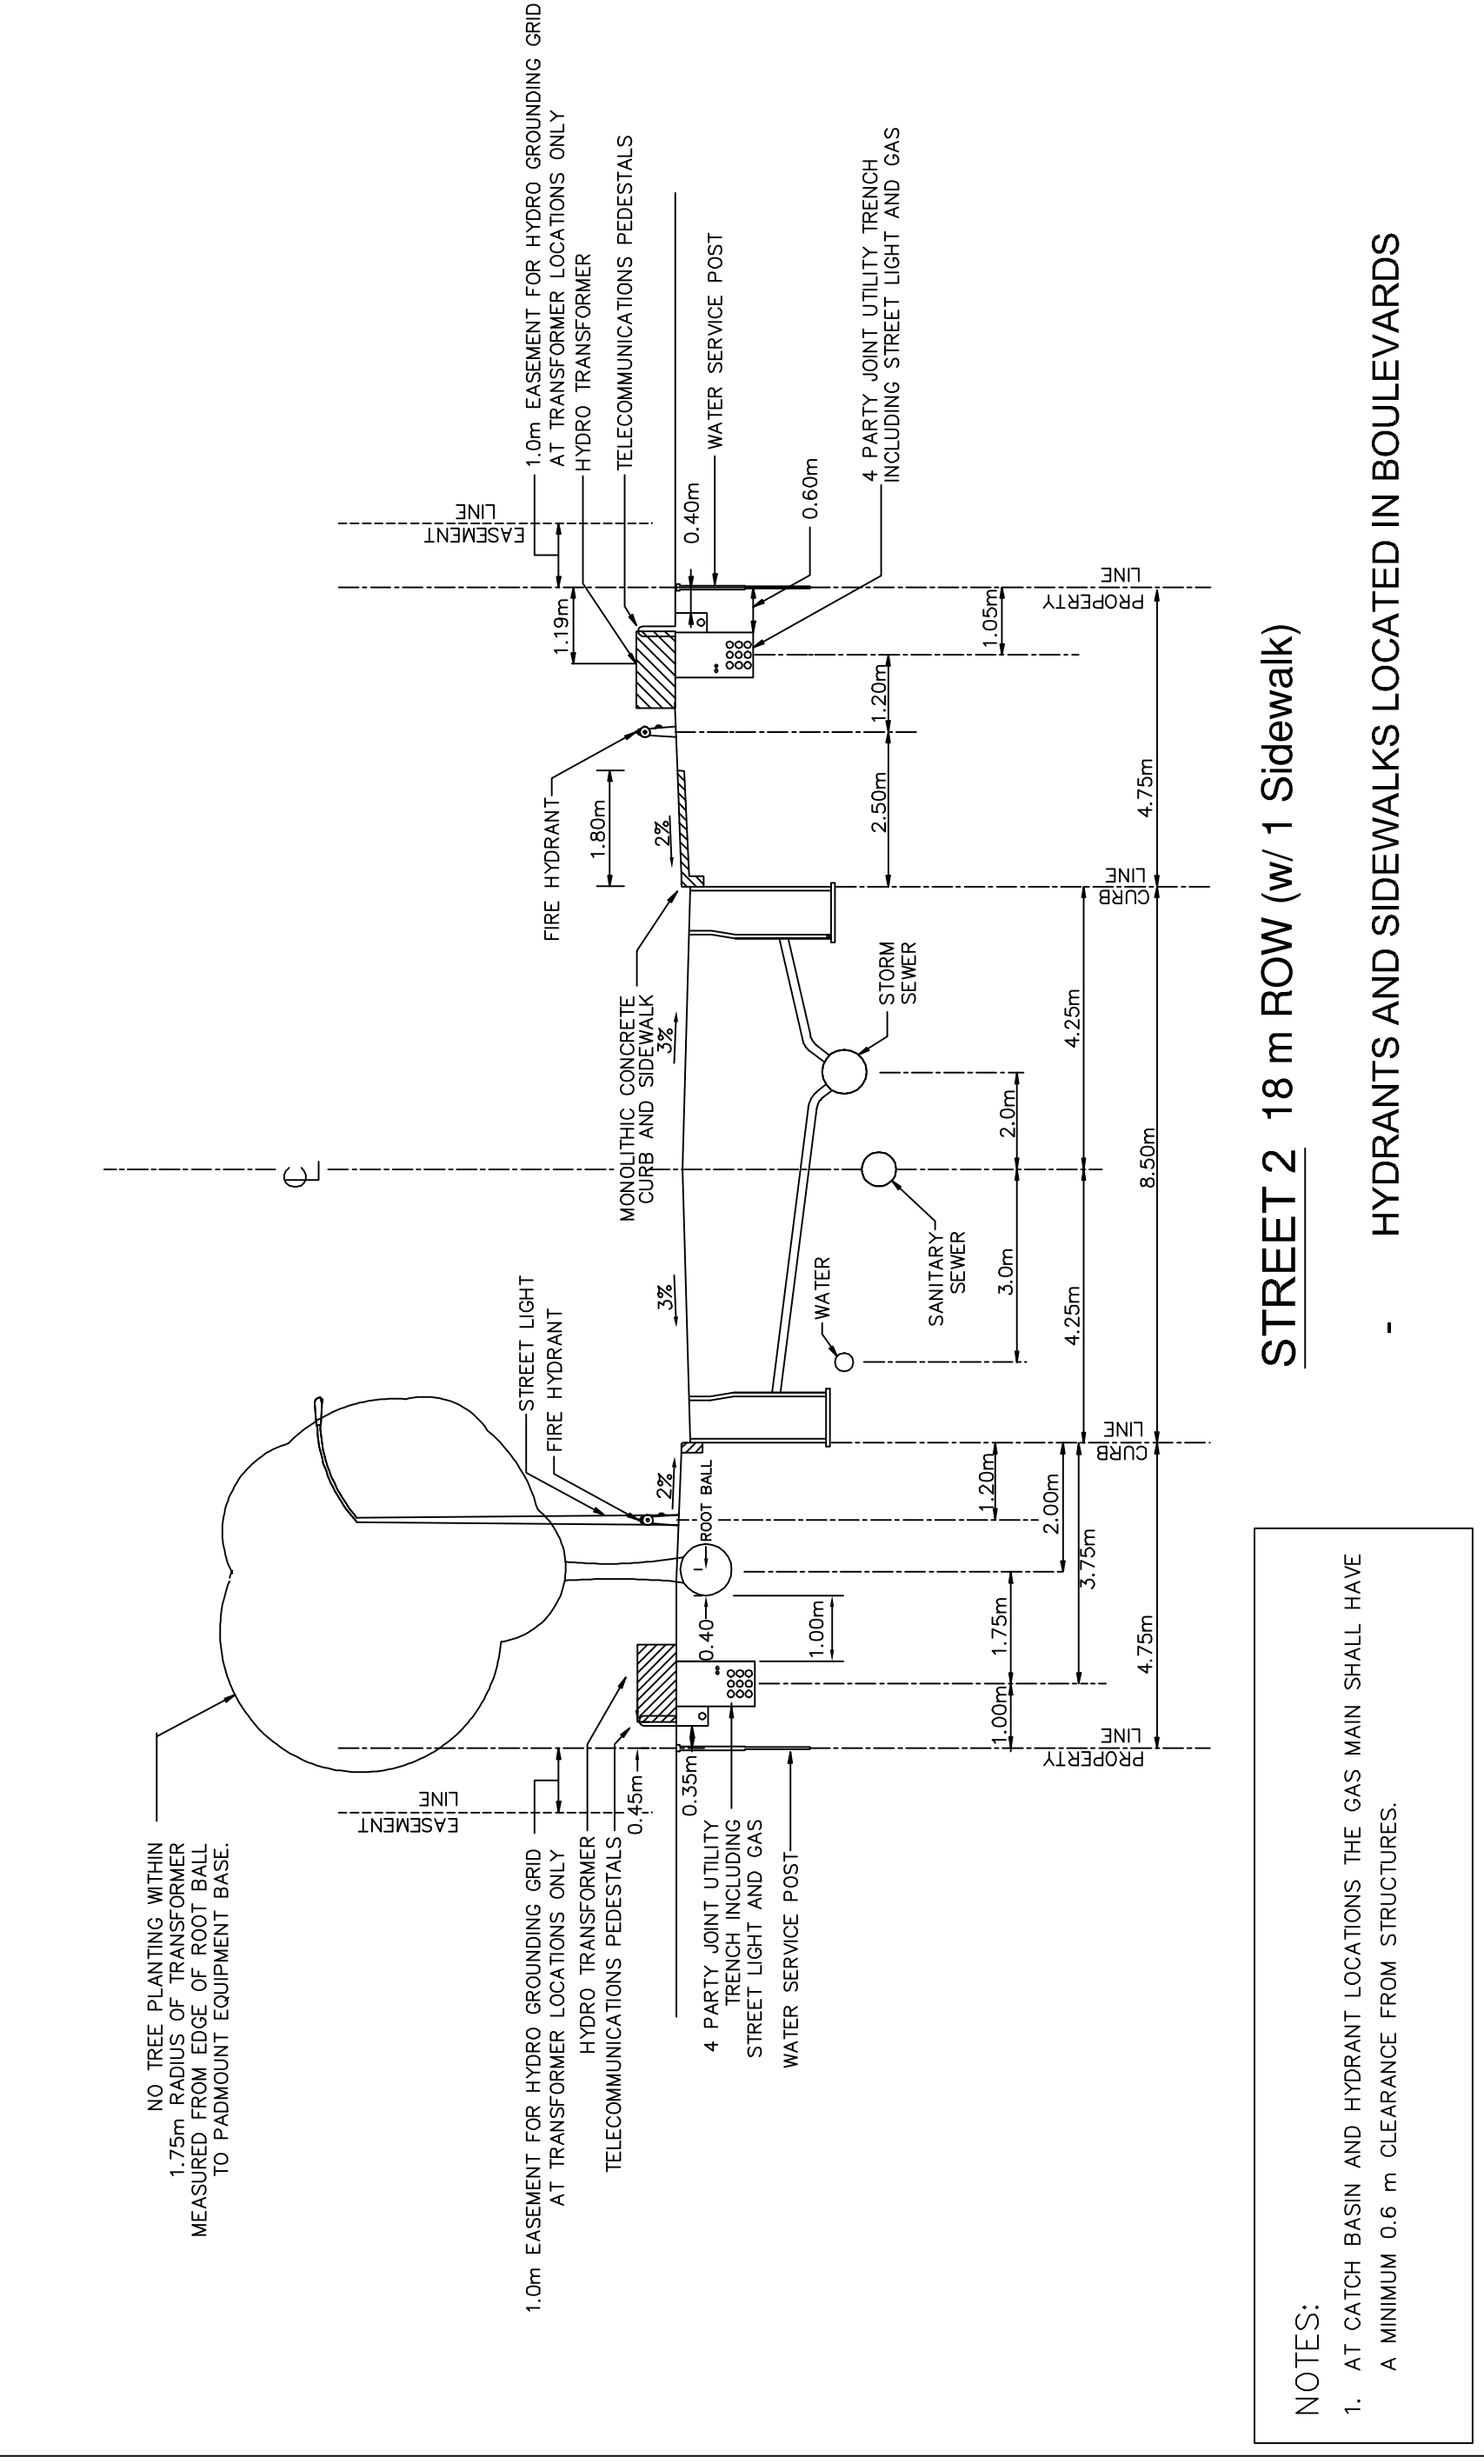 NO TREE PLANTING WITHIN
1.75m RADIUS OF TRANSFORMER
MEASURED FROM EDGE OF ROOT BALL
TO PADMOUNT EQUIPMENT BASE.
EASEMENT
LINE
1.0m EASEMENT FOR HYDRO GROUNDING GRID
AT TRANSFORMER LOCATIONS ONLY
HYDRO TRANSFORMER
TELECOMMUNICATIONS PEDESTALS
0.45m
0.35m
4 PARTY JOINT UTILITY
TRENCH INCLUDING
STREET LIGHT AND GAS
WATER SERVICE POST
STREET LIGHT
FIRE HYDRANT
2%
ROOT BALL
0.40
1.00m
℄
3%
3%
MONOLITHIC CONCRETE
CURB AND SIDEWALK
WATER
SANITARY
SEWER
STORM
SEWER
FIRE HYDRANT
1.80m
2%
1.19m
EASEMENT
LINE
1.0m EASEMENT FOR HYDRO GROUNDING GRID
AT TRANSFORMER LOCATIONS ONLY
HYDRO TRANSFORMER
TELECOMMUNICATIONS PEDESTALS
0.40m
WATER SERVICE POST
0.60m
4 PARTY JOINT UTILITY TRENCH
INCLUDING STREET LIGHT AND GAS
1.20m
2.00m
1.75m
3.75m
1.00m
3.0m
2.0m
2.50m
1.20m
1.05m
4.25m
4.25m
PROPERTY
LINE
CURB
LINE
CURB
LINE
PROPERTY
LINE
4.75m
8.50m
4.75m
STREET 2 18 m ROW (w/ 1 Sidewalk)
- HYDRANTS AND SIDEWALKS LOCATED IN BOULEVARDS
NOTES:
1. AT CATCH BASIN AND HYDRANT LOCATIONS THE GAS MAIN SHALL HAVE
A MINIMUM 0.6 m CLEARANCE FROM STRUCTURES.